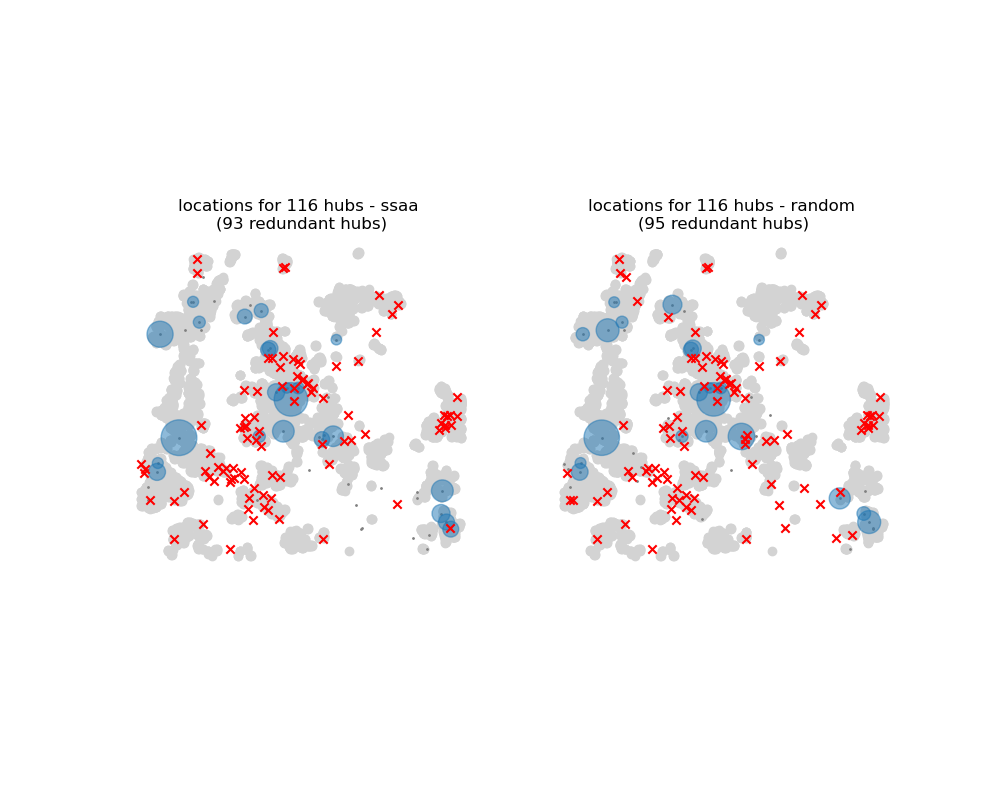 locations for 116 hubs - ssaa
(93 redundant hubs)
locations for 116 hubs - random
(95 redundant hubs)